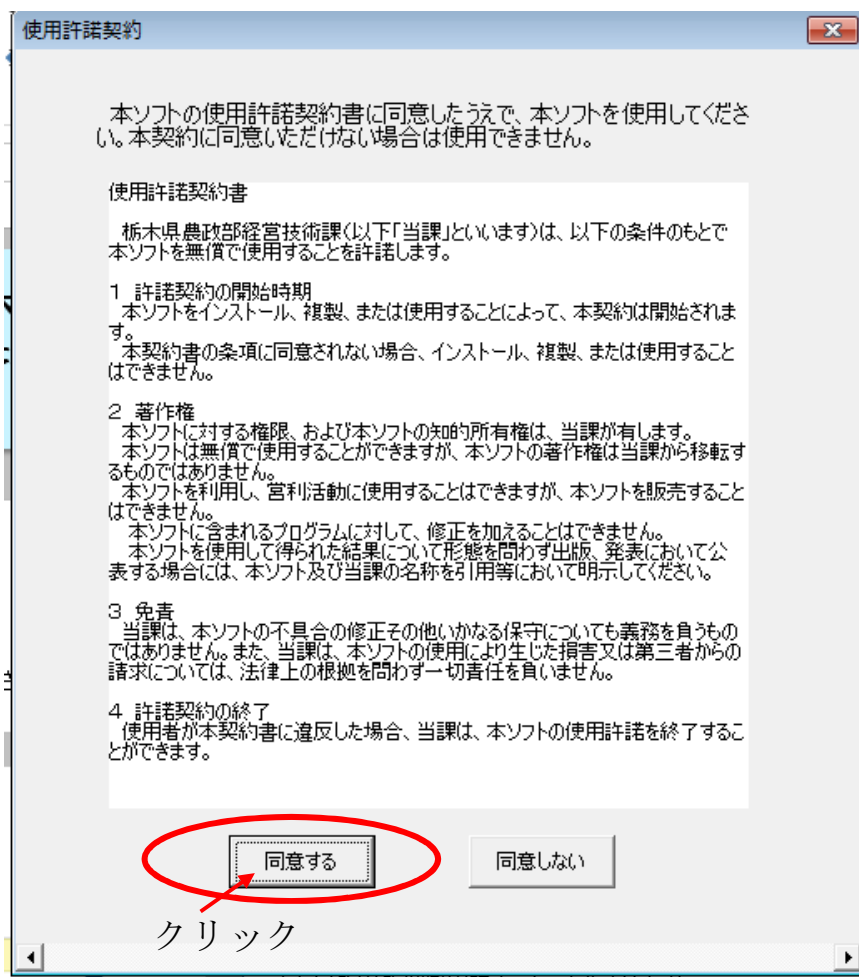 使用許諾契約
本ソフトの使用許諾契約書に同意したうえで、本ソフトを使用してくださ
い。本契約に同意いただけない場合は使用できません。
使用許諾契約書
栃木県農政部経営技術課(以下「当課」といいます)は、以下の条件のもとで
本ソフトを無償で使用することを許諾します。
1 許諾契約の開始時期
本ソフトをインストール、複製、または使用することによって、本契約は開始されま
す。
本契約書の条項に同意されない場合、インストール、複製、または使用すること
はできません。
2 著作権
本ソフトに対する権限、および本ソフトの知的所有権は、当課が有します。
本ソフトは無償で使用することができますが、本ソフトの著作権は当課から移転す
るものではありません。
本ソフトを利用し、営利活動に使用することはできますが、本ソフトを販売すること
はできません。
本ソフトに含まれるプログラムに対して、修正を加えることはできません。
本ソフトを使用して得られた結果について形態を問わず出版、発表において公
表する場合には、本ソフト及び当課の名称を引用等において明示してください。
3 免責
当課は、本ソフトの不具合の修正その他いかなる保守についても義務を負うもの
ではありません。また、当課は、本ソフトの使用により生じた損害又は第三者からの
請求については、法律上の根拠を問わず一切責任を負いません。
4 許諾契約の終了
使用者が本契約書に違反した場合、当課は、本ソフトの使用許諾を終了するこ
とができます。
同意する
同意しない
クリック